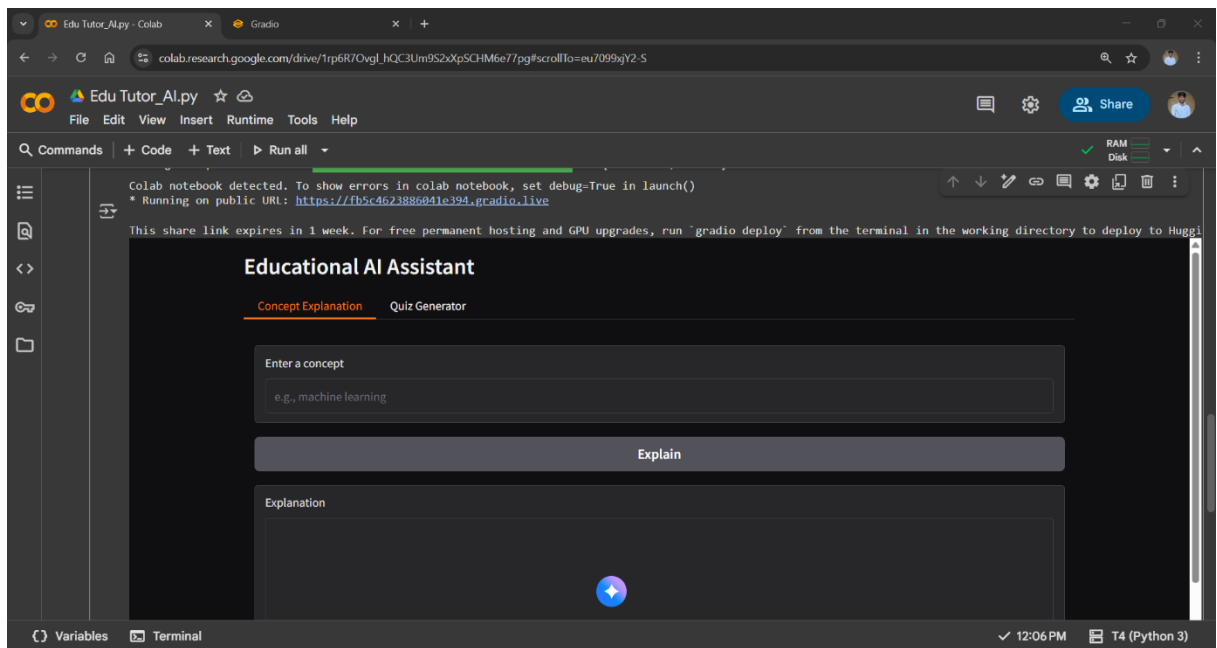 Edu Tutor_AI.py - Colab
Gradio
colab.research.google.com/drive/1rp6R7Ovgl_hQC3Um9S2xXpSCHM6e77pg#scrollTo=eu7099xjY2-S
Edu Tutor_AI.py
File Edit View Insert Runtime Tools Help
Share
Commands + Code + Text Run all
RAM
Disk
Colab notebook detected. To show errors in colab notebook, set debug=True in launch()
* Running on public URL: https://fb5c4623886041e394.gradio.live
This share link expires in 1 week. For free permanent hosting and GPU upgrades, run `gradio deploy` from the terminal in the working directory to deploy to Huggi
Educational AI Assistant
Concept Explanation Quiz Generator
Enter a concept
e.g., machine learning
Explain
Explanation
Variables Terminal
12:06 PM T4 (Python 3)